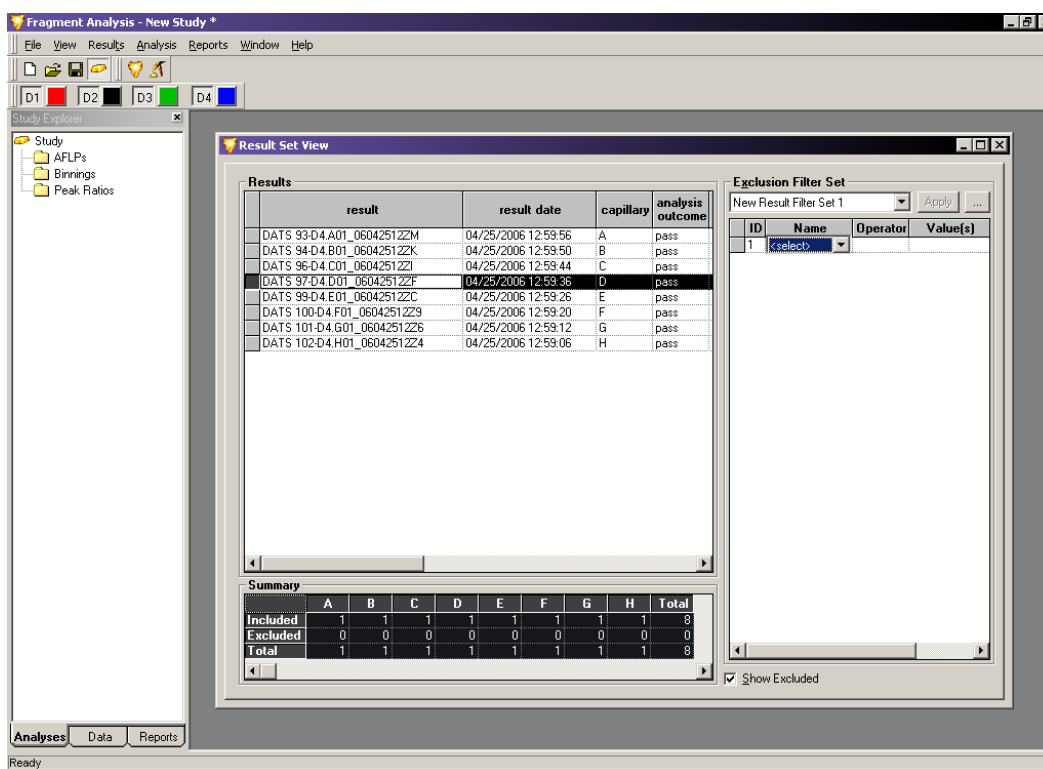 Fragment Analysis - New Study *
File View Results Analysis Reports Window Help
D1 D2 D3 D4
Study Explorer
Study
AFLPs
Binnings
Peak Ratios
Result Set View
Results
result result date capillary analysis outcome
DATS 93-D4.A01_06042512ZM 04/25/2006 12:59:56 A pass
DATS 94-D4.B01_06042512ZK 04/25/2006 12:59:50 B pass
DATS 96-D4.C01_06042512ZI 04/25/2006 12:59:44 C pass
DATS 97-D4.D01_06042512ZF 04/25/2006 12:59:36 D pass
DATS 99-D4.E01_06042512ZC 04/25/2006 12:59:26 E pass
DATS 100-D4.F01_06042512Z9 04/25/2006 12:59:20 F pass
DATS 101-D4.G01_06042512Z6 04/25/2006 12:59:12 G pass
DATS 102-D4.H01_06042512Z4 04/25/2006 12:59:06 H pass
Summary
A B C D E F G H Total
Included 1 1 1 1 1 1 1 1 8
Excluded 0 0 0 0 0 0 0 0 0
Total 1 1 1 1 1 1 1 1 8
Exclusion Filter Set
New Result Filter Set 1 Apply ...
ID Name Operator Value(s)
1 <select>
Show Excluded
Analyses Data Reports
Ready